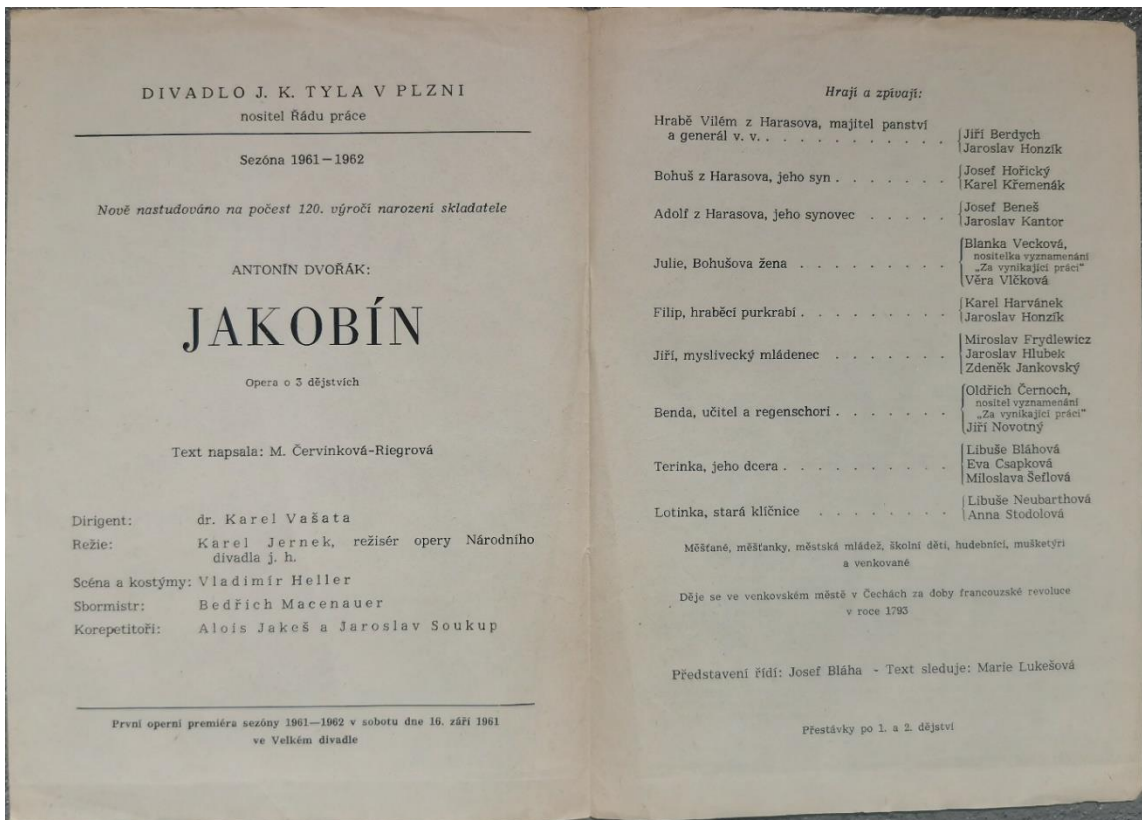 DIVADLO J. K. TYLA V PLZNI
nositel Řádu práce
Sezóna 1961—1962
Nově nastudováno na počest 120. výročí narození skladatele
ANTONÍN DVOŘÁK:
JAKOBÍN
Opera o 3 dějstvích
Text napsala: M. Červinková-Riegrová
Dirigent: dr. Karel Vašata
Režie: Karel Jernek, režisér opery Národního
divadla j. h.
Scéna a kostýmy: Vladimír Heller
Sbormistr: Bedřich Macenauer
Korepetitoři: Alois Jakeš a Jaroslav Soukup
První operní premiéra sezóny 1961—1962 v sobotu dne 16. září 1961
ve Velkém divadle
Hrají a zpívají:
Hrabě Vilém z Harasova, majitel panství
a generál v. v. . . . . . . . . . . . Jiří Berdych
Jaroslav Honzík
Bohuš z Harasova, jeho syn . . . . . . . Josef Hořický
Karel Křemenák
Adolf z Harasova, jeho synovec . . . . . Josef Beneš
Jaroslav Kantor
Julie, Bohušova žena . . . . . . . . . Blanka Vecková,
nositelka vyznamenání
„Za vynikající práci"
Věra Vlčková
Filip, hraběcí purkrabí . . . . . . . . . Karel Harvánek
Jaroslav Honzík
Jiří, myslivecký mládenec . . . . . . . Miroslav Frydlewicz
Jaroslav Hlubek
Zdeněk Jankovský
Benda, učitel a regenschori . . . . . . . Oldřich Černoch,
nositel vyznamenání
„Za vynikající práci"
Jiří Novotný
Terinka, jeho dcera . . . . . . . . . . Libuše Bláhová
Eva Csapková
Miloslava Šeflová
Lotinka, stará klíčnice . . . . . . . . Libuše Neubarthová
Anna Stodolová
Měšťané, měšťanky, městská mládež, školní děti, hudebníci, mušketýři
a venkované
Děje se ve venkovském městě v Čechách za doby francouzské revoluce
v roce 1793
Představení řídí: Josef Bláha - Text sleduje: Marie Lukešová
Přestávky po 1. a 2. dějství